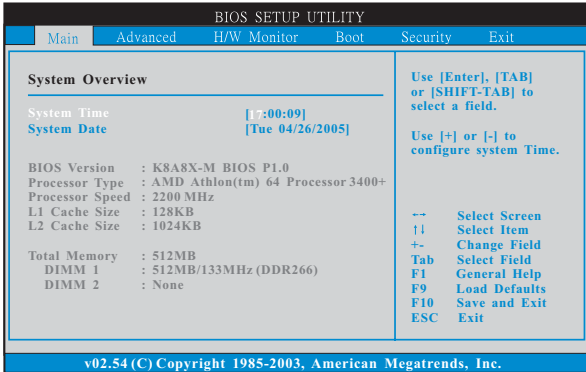 BIOS SETUP UTILITY
Main Advanced H/W Monitor Boot Security Exit
System Overview
System Time [17:00:09]
System Date [Tue 04/26/2005]
BIOS Version : K8A8X-M BIOS P1.0
Processor Type : AMD Athlon(tm) 64 Processor 3400+
Processor Speed : 2200 MHz
L1 Cache Size : 128KB
L2 Cache Size : 1024KB
Total Memory : 512MB
DIMM 1 : 512MB/133MHz (DDR266)
DIMM 2 : None
Use [Enter], [TAB]
or [SHIFT-TAB] to
select a field.
Use [+] or [-] to
configure system Time.
←→ Select Screen
↑↓ Select Item
+- Change Field
Tab Select Field
F1 General Help
F9 Load Defaults
F10 Save and Exit
ESC Exit
v02.54 (C) Copyright 1985-2003, American Megatrends, Inc.